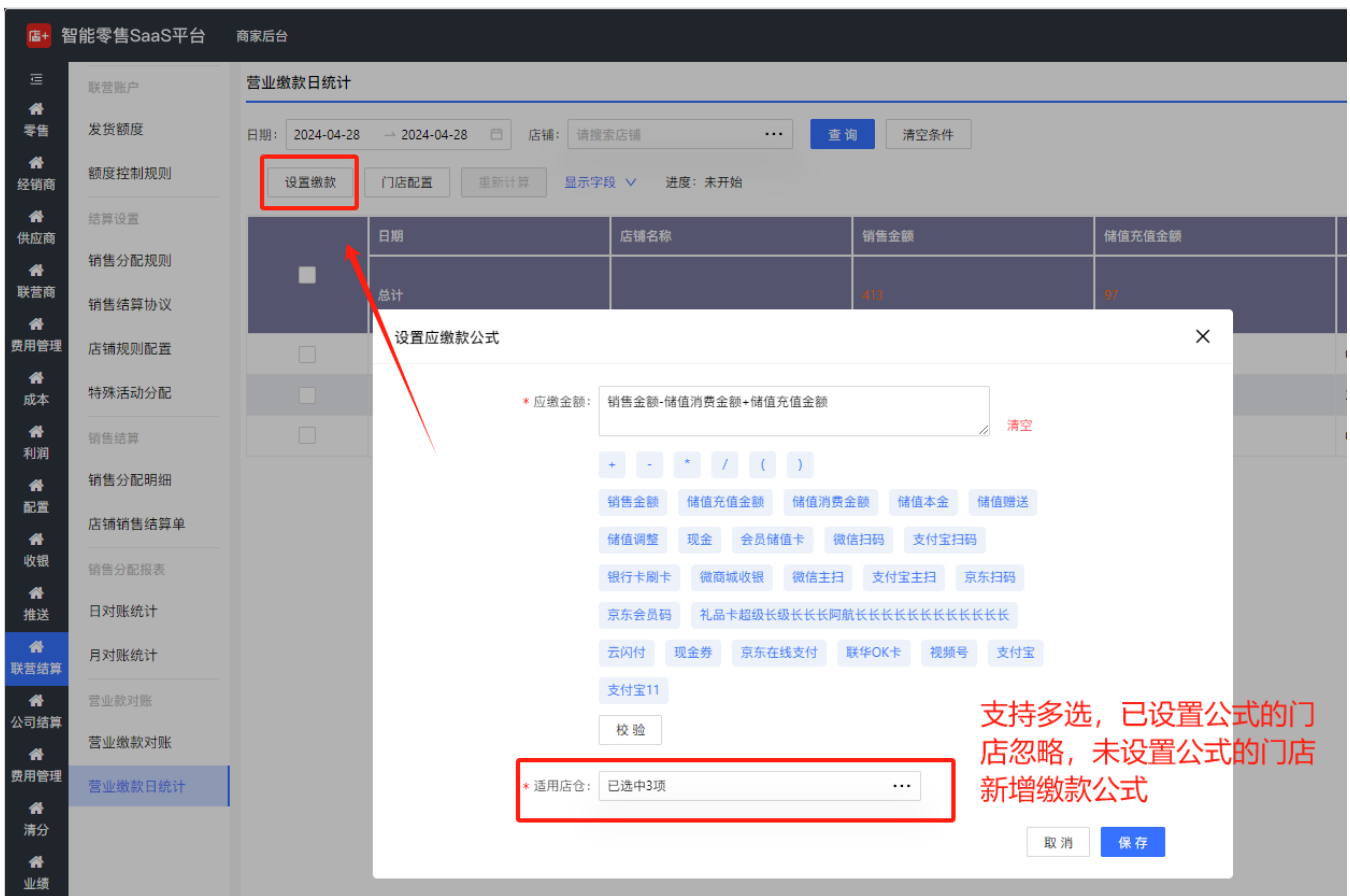 店+ 智能零售SaaS平台 商家后台
零售
经销商
供应商
联营商
费用管理
成本
利润
配置
收银
推送
联营结算
公司结算
费用管理
清分
业绩
联营账户
发货额度
额度控制规则
结算设置
销售分配规则
销售结算协议
店铺规则配置
特殊活动分配
销售结算
销售分配明细
店铺销售结算单
销售分配报表
日对账统计
月对账统计
营业款对账
营业缴款对账
营业缴款日统计
营业缴款日统计
日期： 2024-04-28 → 2024-04-28 店铺： 请搜索店铺 ··· 查 询 清空条件
设置缴款 门店配置 重新计算 显示字段 进度：未开始
日期 店铺名称 销售金额 储值充值金额
总计 413 97
设置应缴款公式
* 应缴金额： 销售金额-储值消费金额+储值充值金额
清空
+ - * / ( )
销售金额 储值充值金额 储值消费金额 储值本金 储值赠送
储值调整 现金 会员储值卡 微信扫码 支付宝扫码
银行卡刷卡 微商城收银 微信主扫 支付宝主扫 京东扫码
京东会员码 礼品卡超级长级长长长阿航长长长长长长长长长长长长
云闪付 现金券 京东在线支付 联华OK卡 视频号 支付宝
支付宝11
校 验
* 适用店仓： 已选中3项 ···
取 消 保 存
支持多选，已设置公式的门
店忽略，未设置公式的门店
新增缴款公式